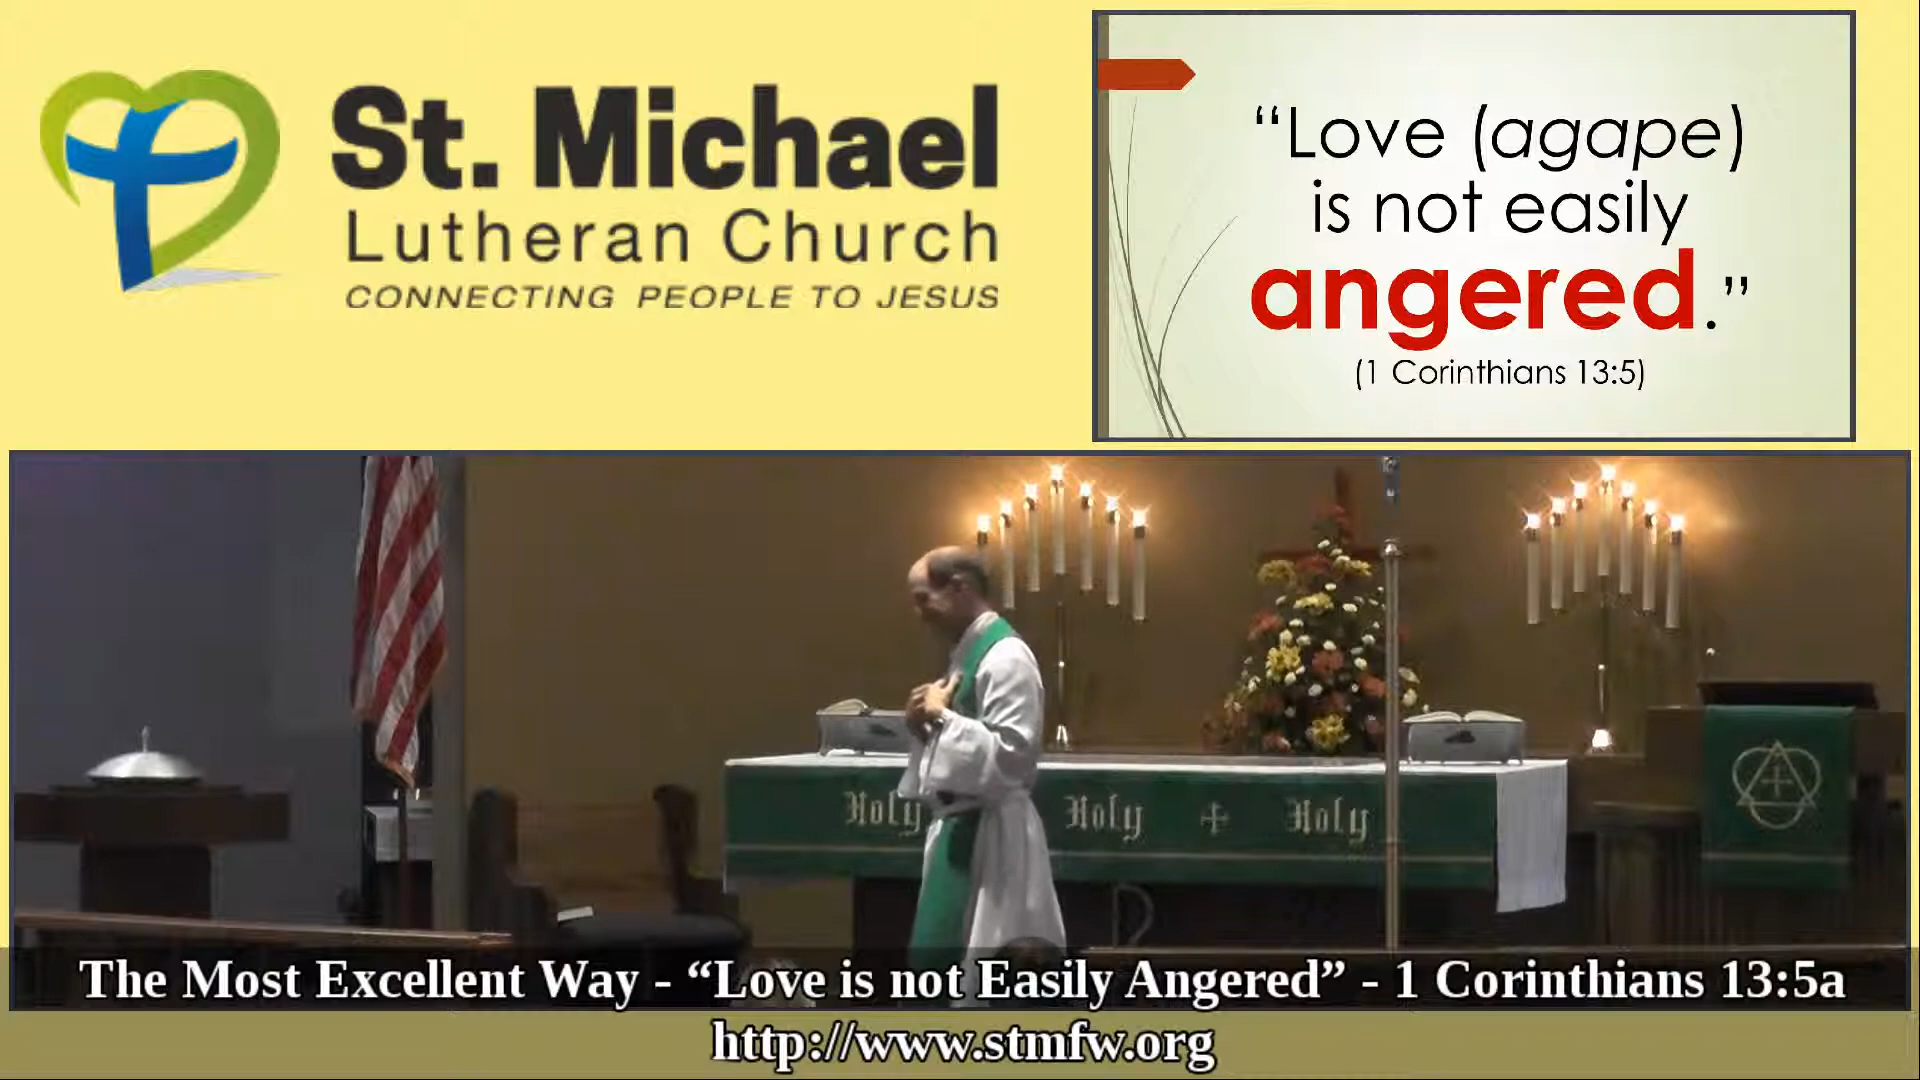 St. Michael
Lutheran Church
CONNECTING PEOPLE TO JESUS
“Love (agape)
is not easily
angered.”
(1 Corinthians 13:5)
Holy Holy Holy
The Most Excellent Way - “Love is not Easily Angered” - 1 Corinthians 13:5a
http://www.stmfw.org